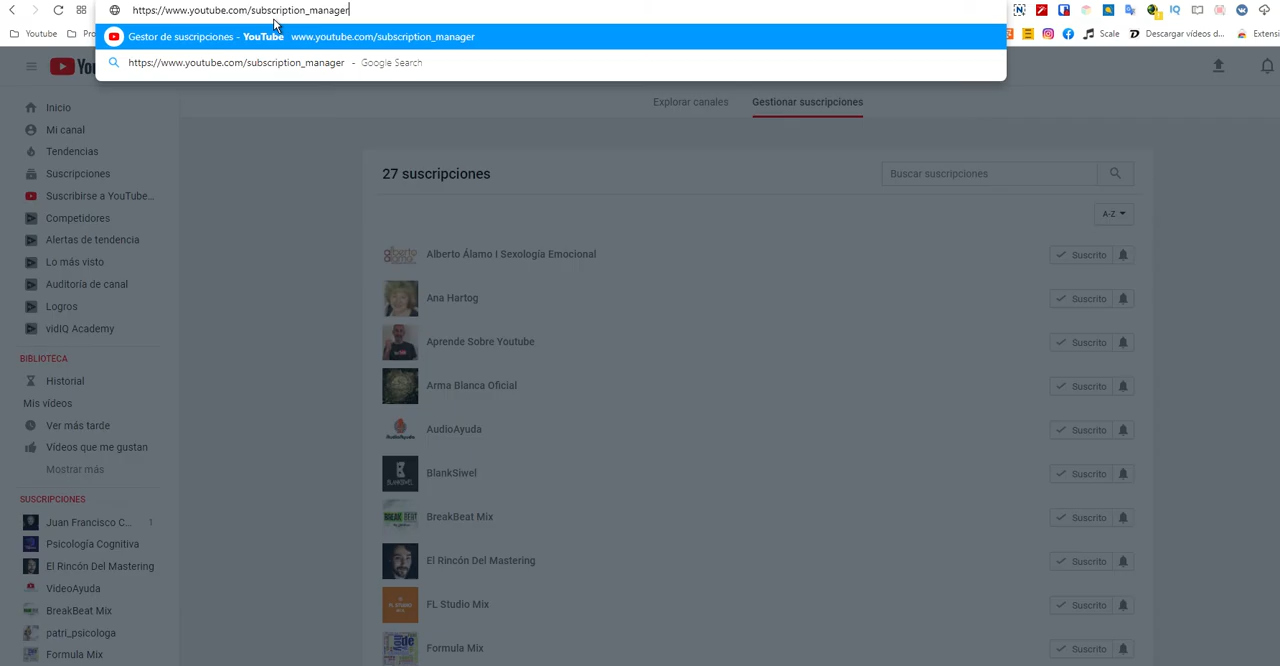 https://www.youtube.com/subscription_manager
Gestor de suscripciones - YouTube www.youtube.com/subscription_manager
https://www.youtube.com/subscription_manager - Google Search
Youtube
Scale
Descargar vídeos d...
Extensi
Explorar canales
Gestionar suscripciones
Inicio
Mi canal
Tendencias
Suscripciones
Suscribirse a YouTube...
Competidores
Alertas de tendencia
Lo más visto
Auditoría de canal
Logros
vidIQ Academy
BIBLIOTECA
Historial
Mis vídeos
Ver más tarde
Vídeos que me gustan
Mostrar más
SUSCRIPCIONES
Juan Francisco C... 1
Psicología Cognitiva
El Rincón Del Mastering
VideoAyuda
BreakBeat Mix
patri_psicologa
Formula Mix
27 suscripciones
Buscar suscripciones
A-Z
Alberto Álamo I Sexología Emocional
Suscrito
Ana Hartog
Suscrito
Aprende Sobre Youtube
Suscrito
Arma Blanca Oficial
Suscrito
AudioAyuda
Suscrito
BlankSiwel
Suscrito
BreakBeat Mix
Suscrito
El Rincón Del Mastering
Suscrito
FL Studio Mix
Suscrito
Formula Mix
Suscrito